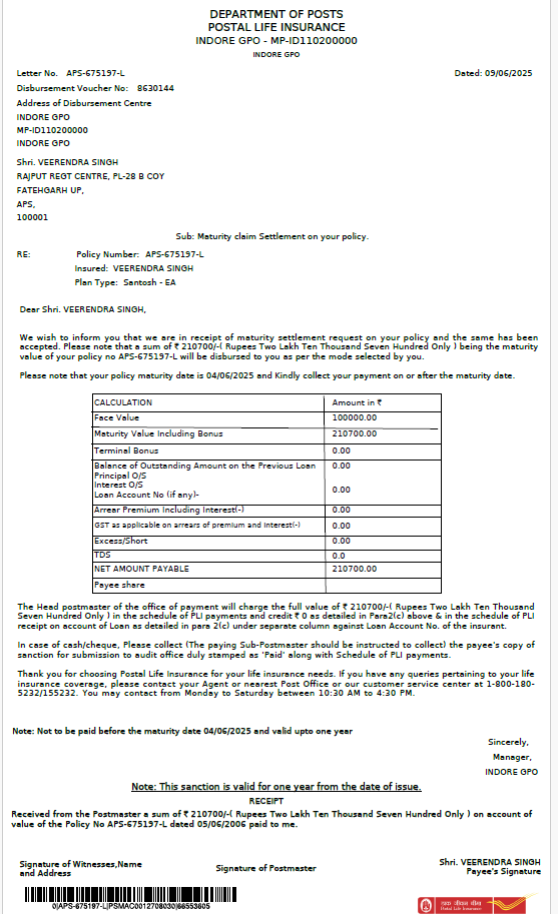 DEPARTMENT OF POSTS
POSTAL LIFE INSURANCE
INDORE GPO - MP-ID110200000
INDORE GPO
Letter No. APS-675197-L Dated: 09/06/2025
Disbursement Voucher No: 8630144
Address of Disbursement Centre
INDORE GPO
MP-ID110200000
INDORE GPO
Shri. VEERENDRA SINGH
RAJPUT REGT CENTRE, PL-28 B COY
FATEHGARH UP,
APS,
100001
Sub: Maturity claim Settlement on your policy.
RE: Policy Number: APS-675197-L
Insured: VEERENDRA SINGH
Plan Type: Santosh - EA
Dear Shri. VEERENDRA SINGH,
We wish to inform you that we are in receipt of maturity settlement request on your policy and the same has been
accepted. Please note that a sum of ₹ 210700/-( Rupees Two Lakh Ten Thousand Seven Hundred Only ) being the maturity
value of your policy no APS-675197-L will be disbursed to you as per the mode selected by you.
Please note that your policy maturity date is 04/06/2025 and Kindly collect your payment on or after the maturity date.
CALCULATION Amount in ₹
Face Value 100000.00
Maturity Value Including Bonus 210700.00
Terminal Bonus 0.00
Balance of Outstanding Amount on the Previous Loan 0.00
Principal O/S
Interest O/S 0.00
Loan Account No (if any)-
Arrear Premium Including Interest(-) 0.00
GST as applicable on arrears of premium and Interest(-) 0.00
Excess/Short 0.00
TDS 0.0
NET AMOUNT PAYABLE 210700.00
Payee share
The Head postmaster of the office of payment will charge the full value of ₹ 210700/-( Rupees Two Lakh Ten Thousand
Seven Hundred Only ) in the schedule of PLI payments and credit ₹ 0 as detailed in Para2(c) above & in the schedule of PLI
receipt on account of Loan as detailed in para 2(c) under separate column against Loan Account No. of the insurant.
In case of cash/cheque, Please collect (The paying Sub-Postmaster should be instructed to collect) the payee's copy of
sanction for submission to audit office duly stamped as 'Paid' along with Schedule of PLI payments.
Thank you for choosing Postal Life Insurance for your life insurance needs. If you have any queries pertaining to your life
insurance coverage, please contact your Agent or nearest Post Office or our customer service center at 1-800-180-
5232/155232. You may contact from Monday to Saturday between 10:30 AM to 4:30 PM.
Note: Not to be paid before the maturity date 04/06/2025 and valid upto one year
Sincerely,
Manager,
INDORE GPO
Note: This sanction is valid for one year from the date of issue.
RECEIPT
Received from the Postmaster a sum of ₹ 210700/-( Rupees Two Lakh Ten Thousand Seven Hundred Only ) on account of
value of the Policy No APS-675197-L dated 05/06/2006 paid to me.
Signature of Witnesses,Name
and Address
Signature of Postmaster
Shri. VEERENDRA SINGH
Payee's Signature
0|APS-675197-L|PSMAC0012708030|66553605
डाक जीवन बीमा
Postal Life Insurance